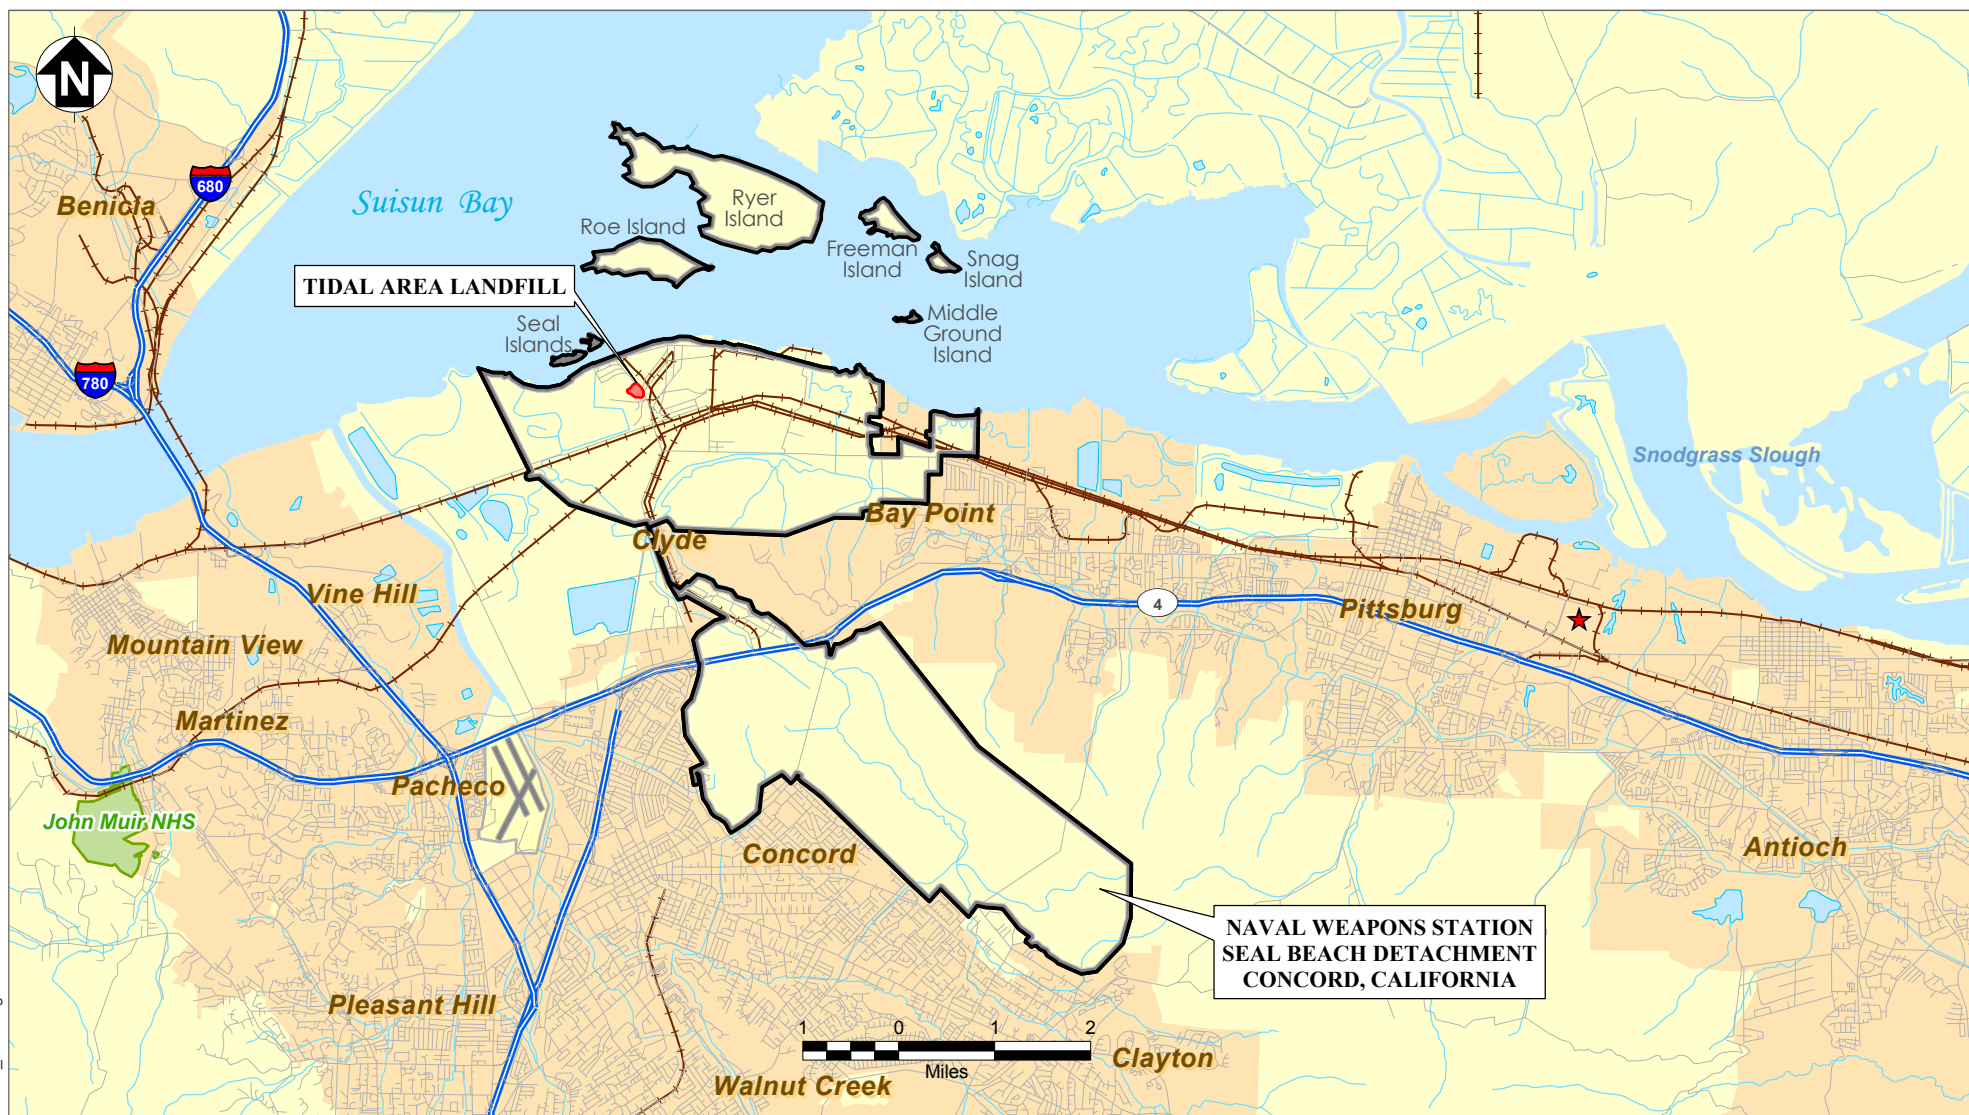 N
680
Benicia
Suisun Bay
Ryer
Island
Roe Island
Freeman
Island
Snag
Island
TIDAL AREA LANDFILL
Seal
Islands
Middle
Ground
Island
780
Snodgrass Slough
Bay Point
Clyde
Vine Hill
4
Pittsburg
Mountain View
Martinez
Pacheco
John Muir NHS
Concord
Antioch
NAVAL WEAPONS STATION
SEAL BEACH DETACHMENT
CONCORD, CALIFORNIA
Pleasant Hill
1 0 1 2
Miles
Clayton
Walnut Creek